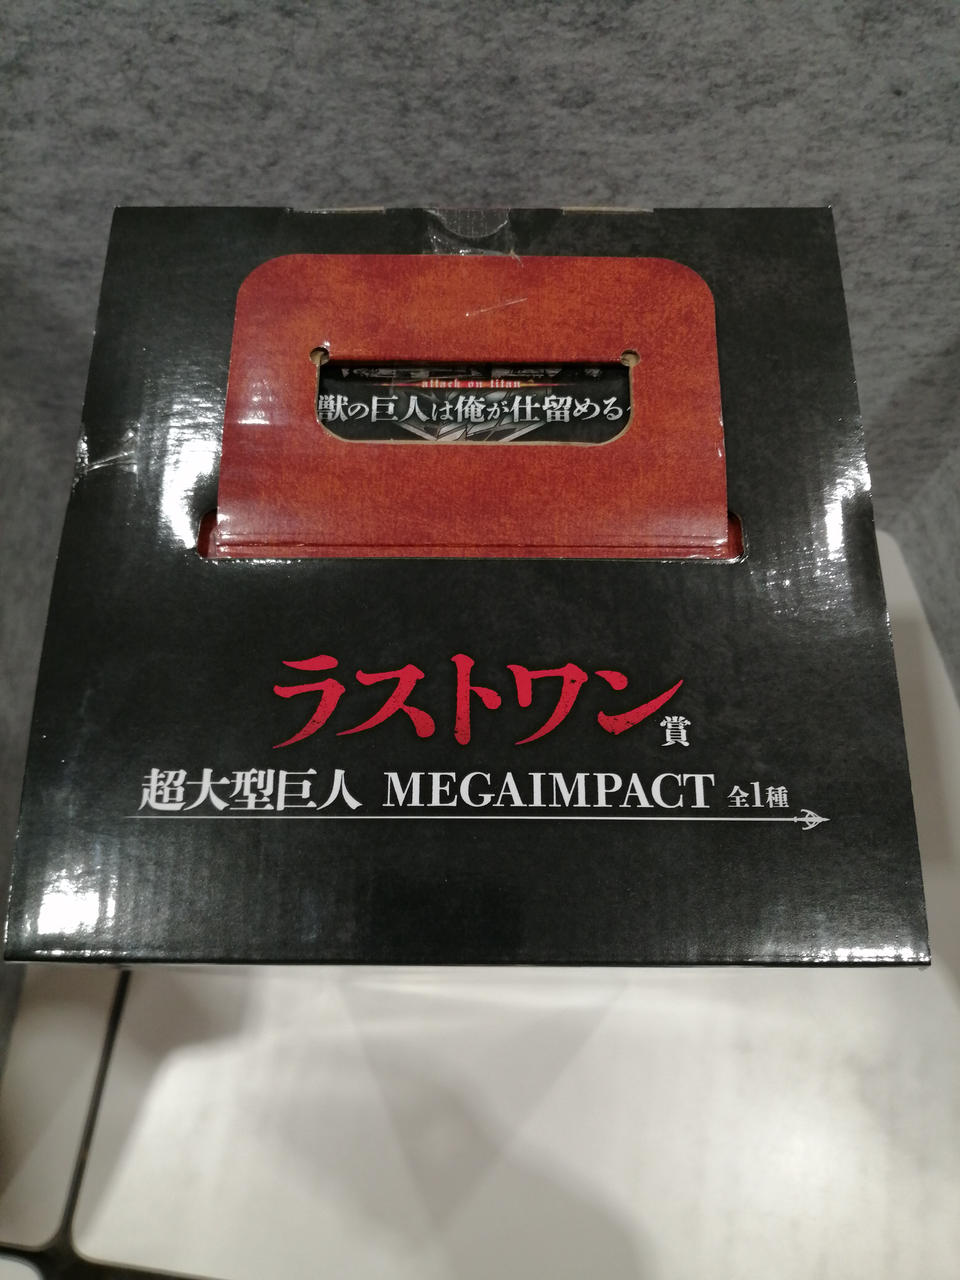 attack on titan
獣の巨人は俺が仕留める
ラストワン賞
超大型巨人 MEGAIMPACT 全1種